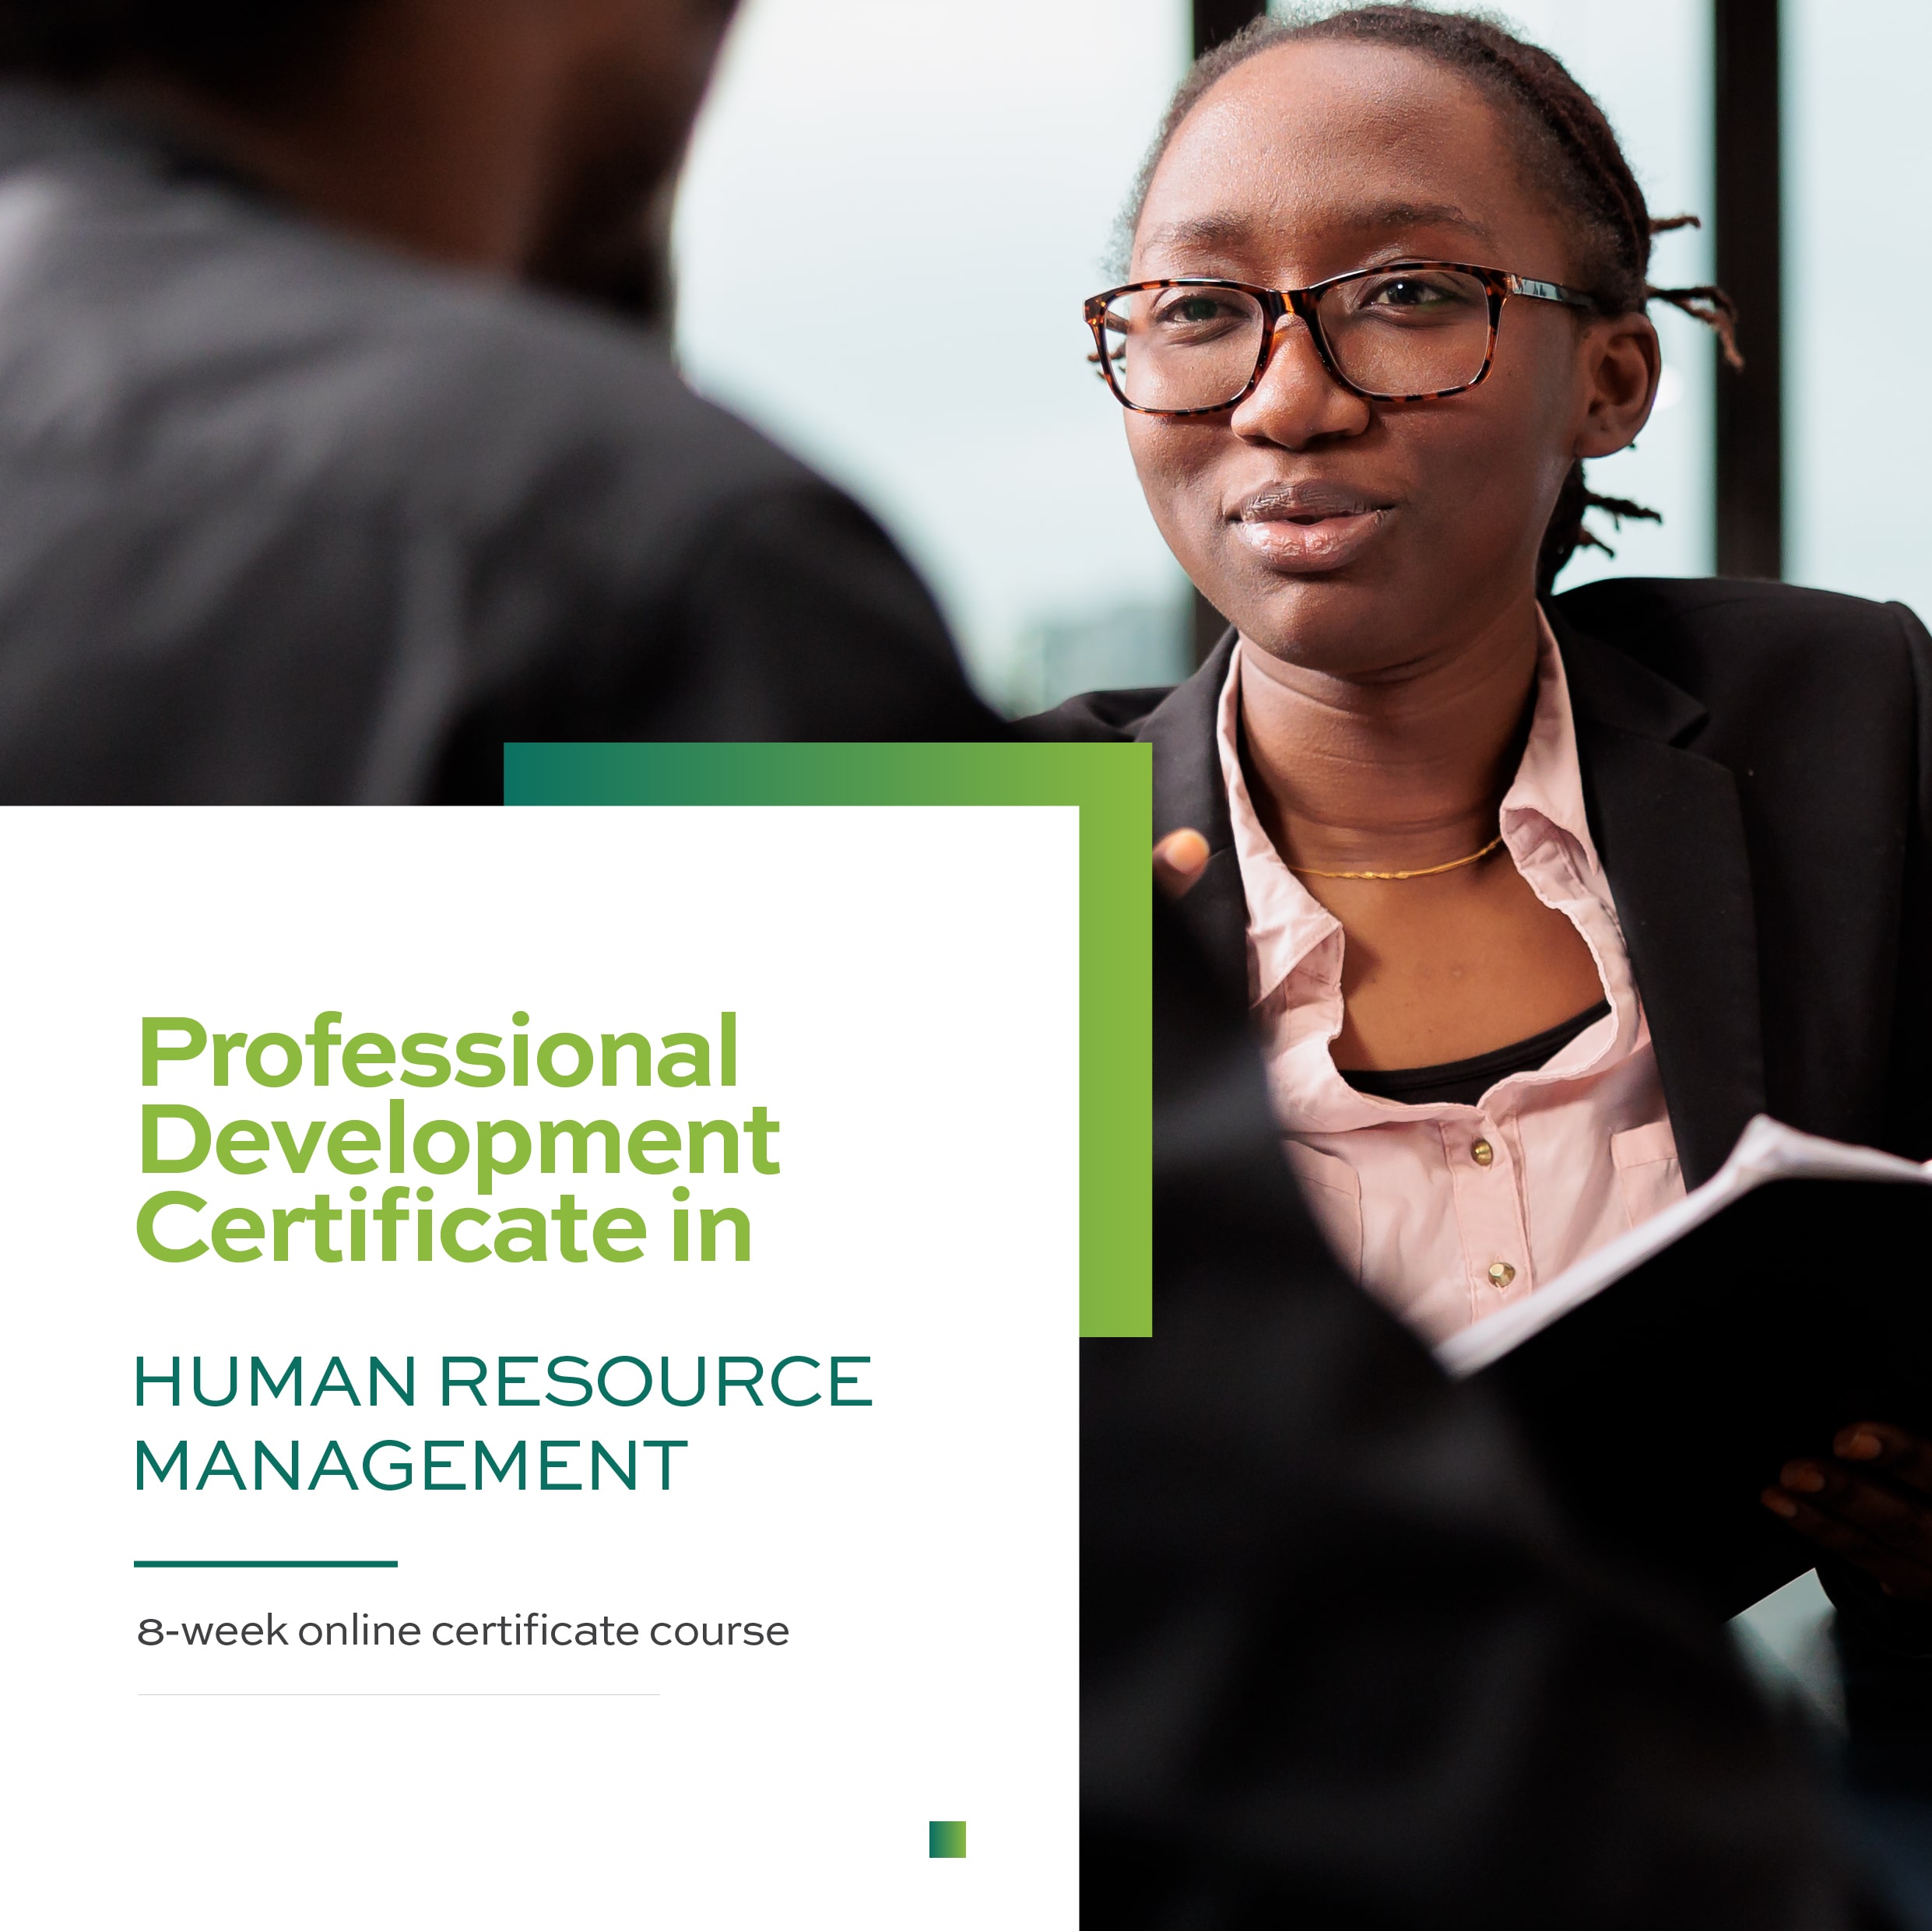 Professional
Development
Certificate in
HUMAN RESOURCE
MANAGEMENT
8-week online certificate course